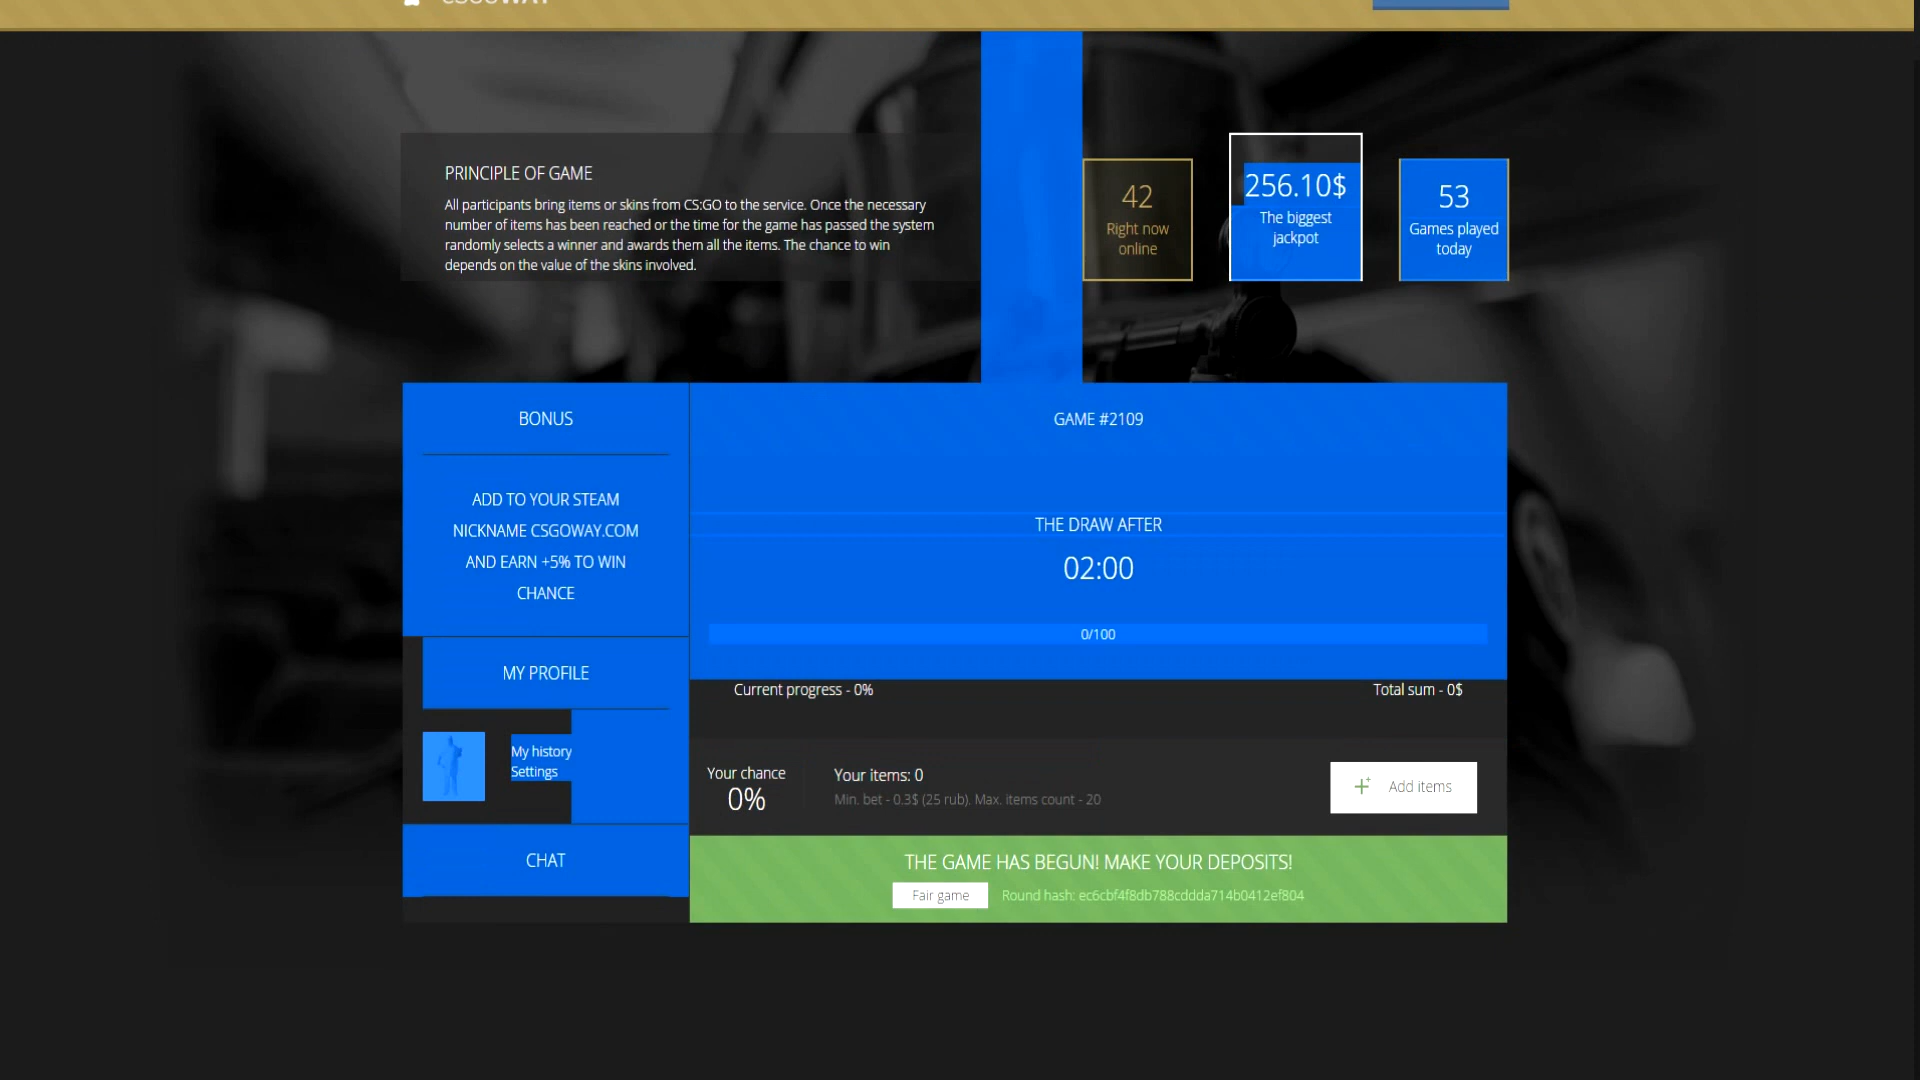 CSGOWAY
PRINCIPLE OF GAME
All participants bring items or skins from CS:GO to the service. Once the necessary
number of items has been reached or the time for the game has passed the system
randomly selects a winner and awards them all the items. The chance to win
depends on the value of the skins involved.
42
Right now
online
256.10$
The biggest
jackpot
53
Games played
today
BONUS
ADD TO YOUR STEAM
NICKNAME CSGOWAY.COM
AND EARN +5% TO WIN
CHANCE
MY PROFILE
My history
Settings
CHAT
GAME #2109
THE DRAW AFTER
02:00
0/100
Current progress - 0%
Total sum - 0$
Your chance
0%
Your items: 0
Min. bet - 0.3$ (25 rub). Max. items count - 20
Add items
THE GAME HAS BEGUN! MAKE YOUR DEPOSITS!
Fair game
Round hash: ec6cbf4f8db788cddda714b0412ef804